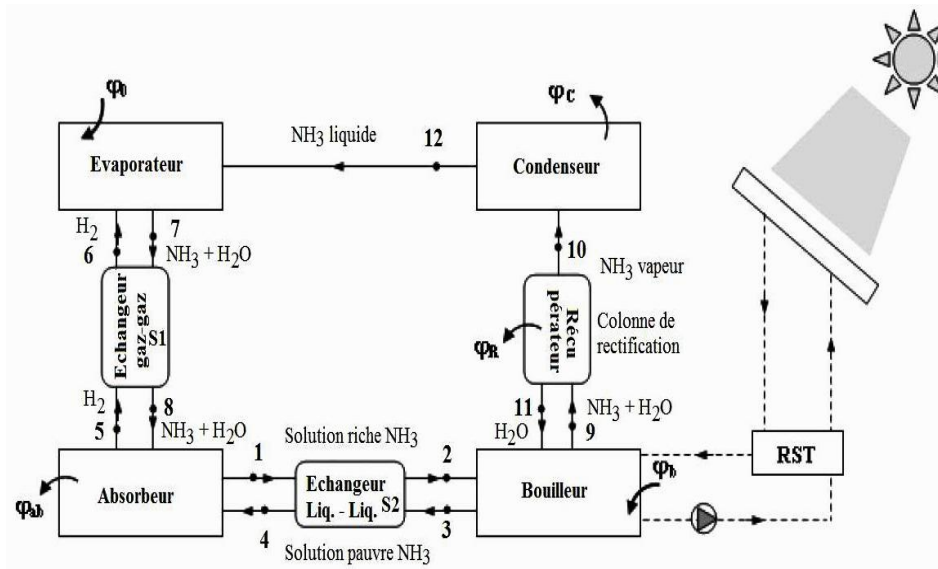 φ0
φC
NH3 liquide
12
Evaporateur
Condenseur
H2
7
6
NH3 + H2O
10
NH3 vapeur
Echangeur
gaz-gaz
S1
Récu
pérateur
Colonne de
rectification
φR
H2
8
5
NH3 + H2O
11
NH3 + H2O
H2O
9
1
Solution riche NH3
2
RST
Absorbeur
Echangeur
Liq. - Liq. S2
Bouilleur
φab
φb
4
3
Solution pauvre NH3